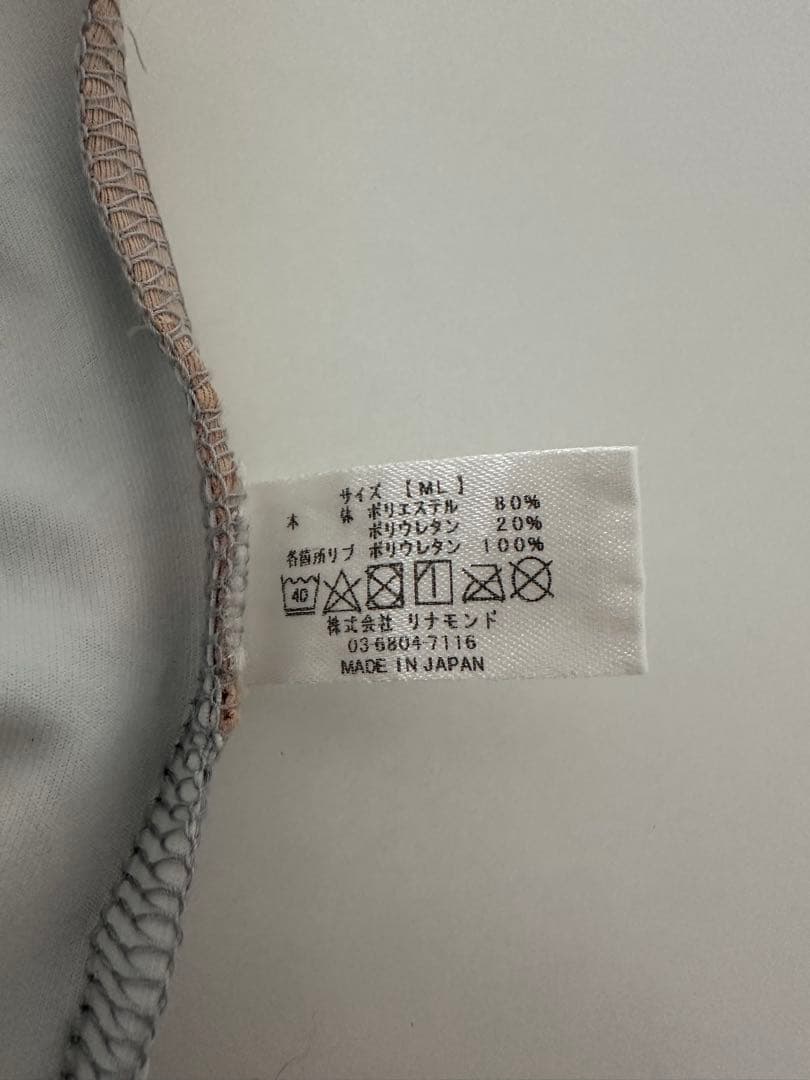 サイズ 【ML】
本 体 ポリエステル 80%
ポリウレタン 20%
各箇所リブ ポリウレタン 100%
40
株式会社 リナモンド
03-6804-7116
MADE IN JAPAN